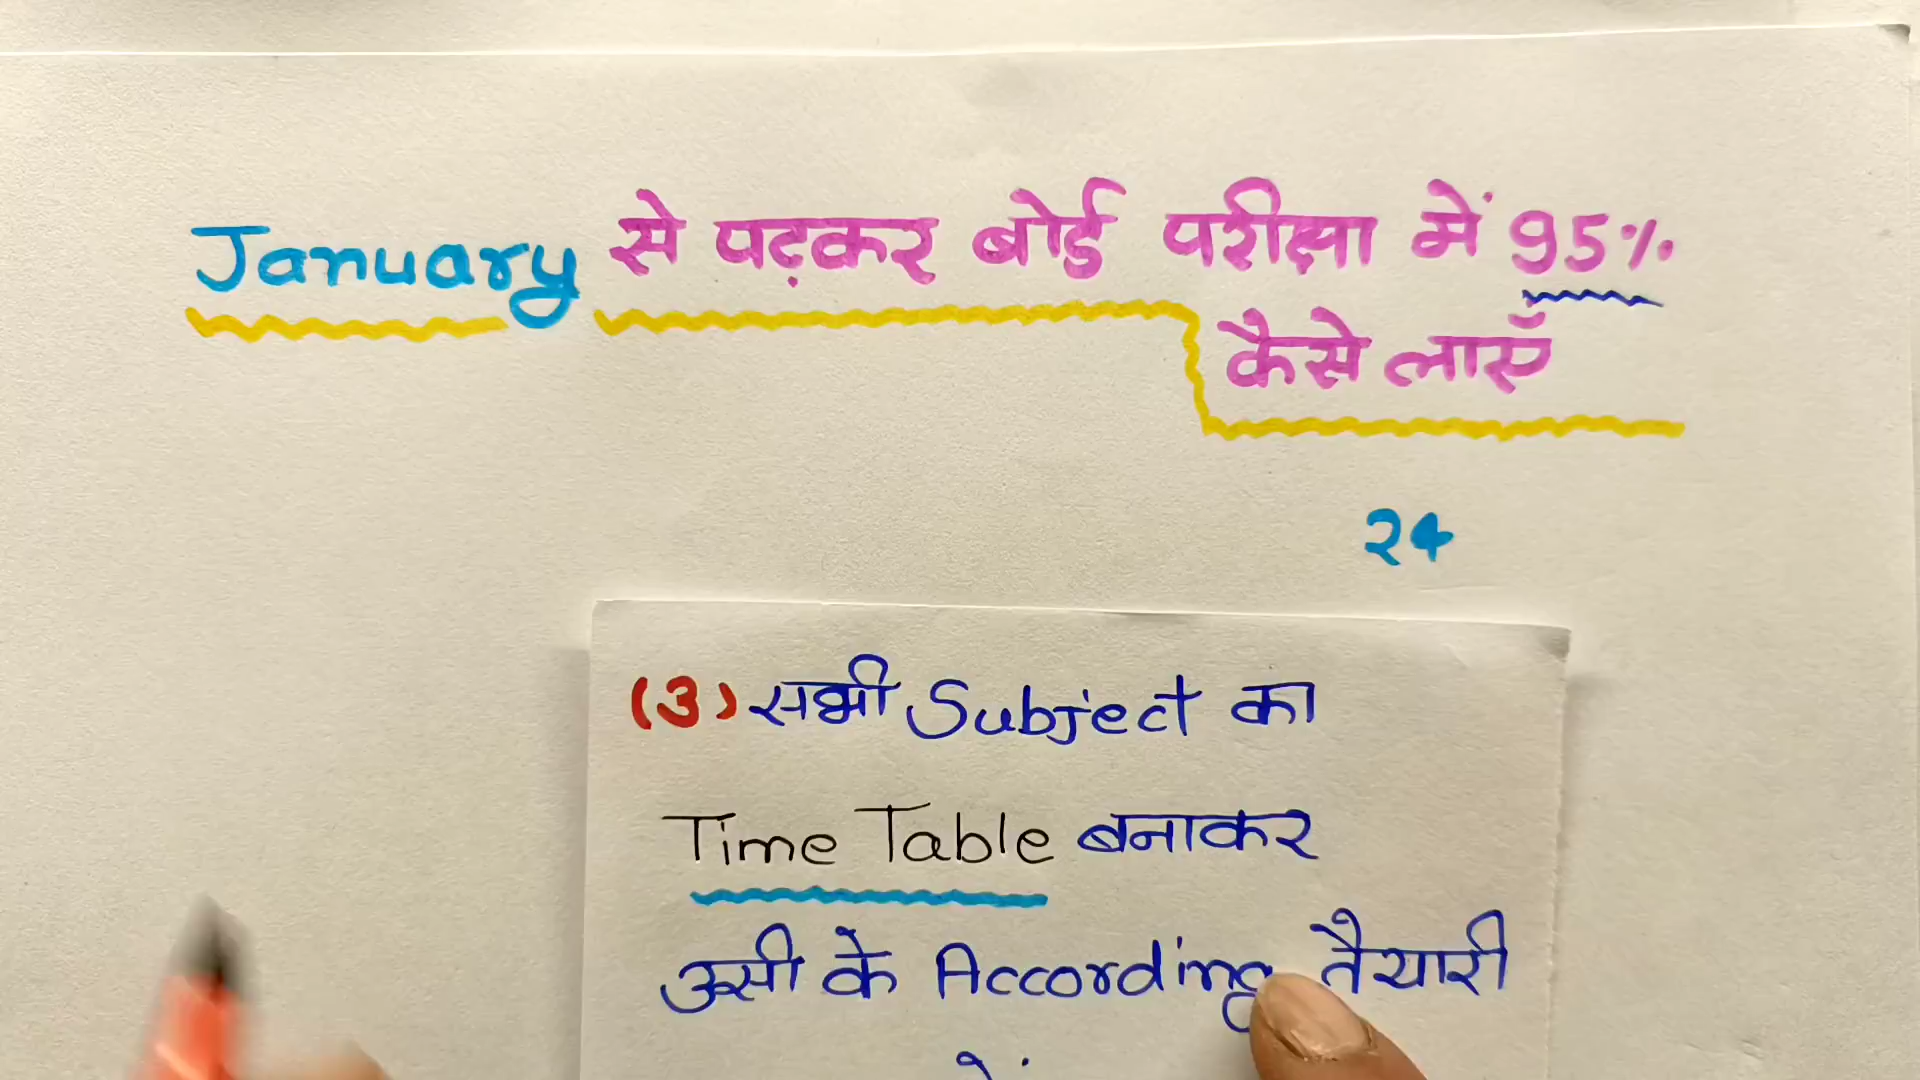 January से पढ़कर बोर्ड परीक्षा में 95%
कैसे लाएँ
24
(3) सभी Subject का
Time Table बनाकर
उसी के According तैयारी